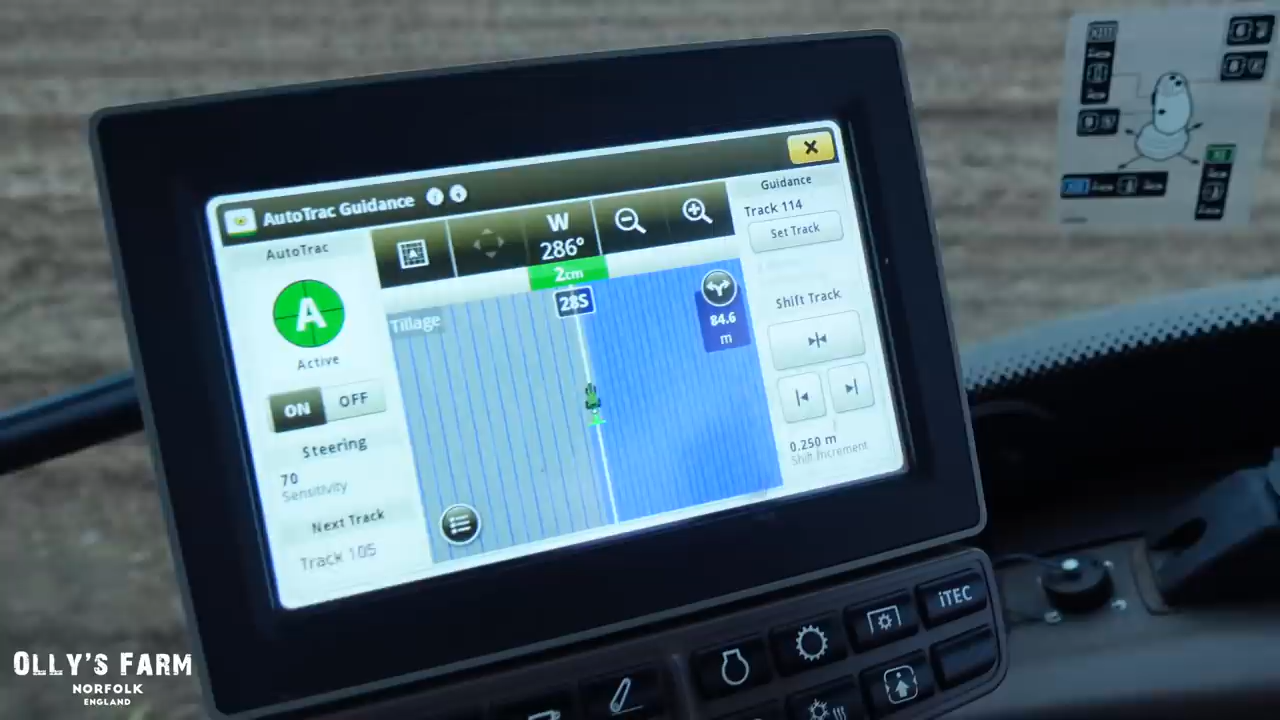 AutoTrac Guidance
AutoTrac
A
Active
ON OFF
Steering
70
Sensitivity
Next Track
Track 105
W
286°
2cm
28S
Tillage
84.6
m
Guidance
Track 114
Set Track
Shift Track
0.250 m
Shift Increment
iTEC
OLLY'S FARM
NORFOLK
ENGLAND